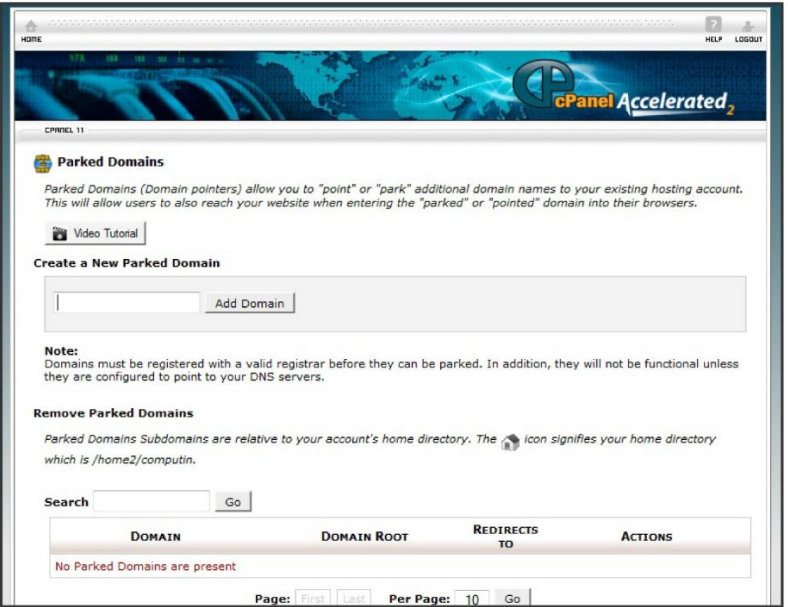 HOME
HELP LOGOUT
cPanel Accelerated2
CPANEL 11
Parked Domains
Parked Domains (Domain pointers) allow you to "point" or "park" additional domain names to your existing hosting account.
This will allow users to also reach your website when entering the "parked" or "pointed" domain into their browsers.
Video Tutorial
Create a New Parked Domain
Add Domain
Note:
Domains must be registered with a valid registrar before they can be parked. In addition, they will not be functional unless
they are configured to point to your DNS servers.
Remove Parked Domains
Parked Domains Subdomains are relative to your account's home directory. The icon signifies your home directory
which is /home2/computin.
Search Go
DOMAIN DOMAIN ROOT REDIRECTS TO ACTIONS
No Parked Domains are present
Page: First Last Per Page: 10 Go